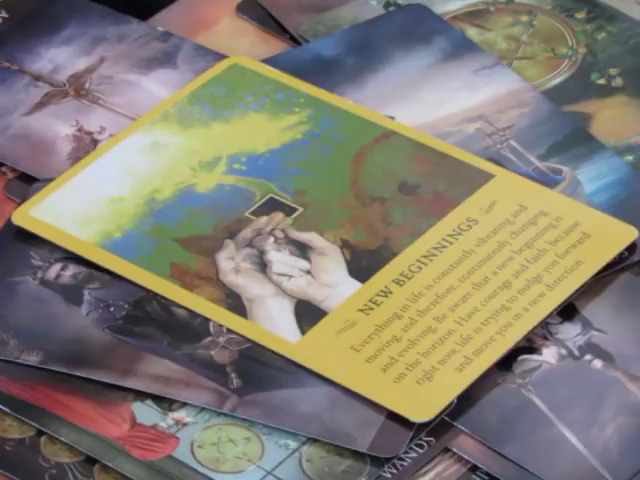 NEW BEGINNINGS
Everything in life is constantly vibrating and
moving, and therefore, continuously changing
and evolving. Be aware that a new beginning is
on the horizon. Have courage and faith, because
right now, life is trying to nudge you forward
and move you in a new direction.
WANDS